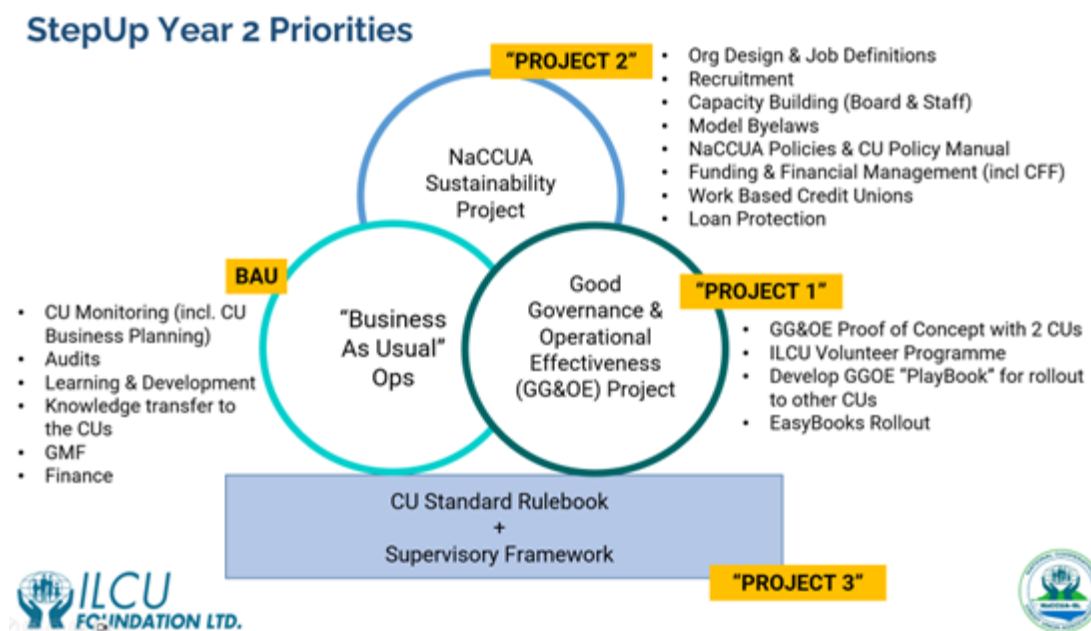 StepUp Year 2 Priorities
"PROJECT 2"
• Org Design & Job Definitions
• Recruitment
• Capacity Building (Board & Staff)
• Model Byelaws
• NaCCUA Policies & CU Policy Manual
• Funding & Financial Management (incl CFF)
• Work Based Credit Unions
• Loan Protection
NaCCUA
Sustainability
Project
BAU
• CU Monitoring (incl. CU
Business Planning)
• Audits
• Learning & Development
• Knowledge transfer to
the CUs
• GMF
• Finance
"Business
As Usual"
Ops
Good
Governance &
Operational
Effectiveness
(GG&OE) Project
"PROJECT 1"
• GG&OE Proof of Concept with 2 CUs
• ILCU Volunteer Programme
• Develop GGOE "PlayBook" for rollout
to other CUs
• EasyBooks Rollout
CU Standard Rulebook
+
Supervisory Framework
"PROJECT 3"
ILCU
FOUNDATION LTD.
NaCCUA-SL